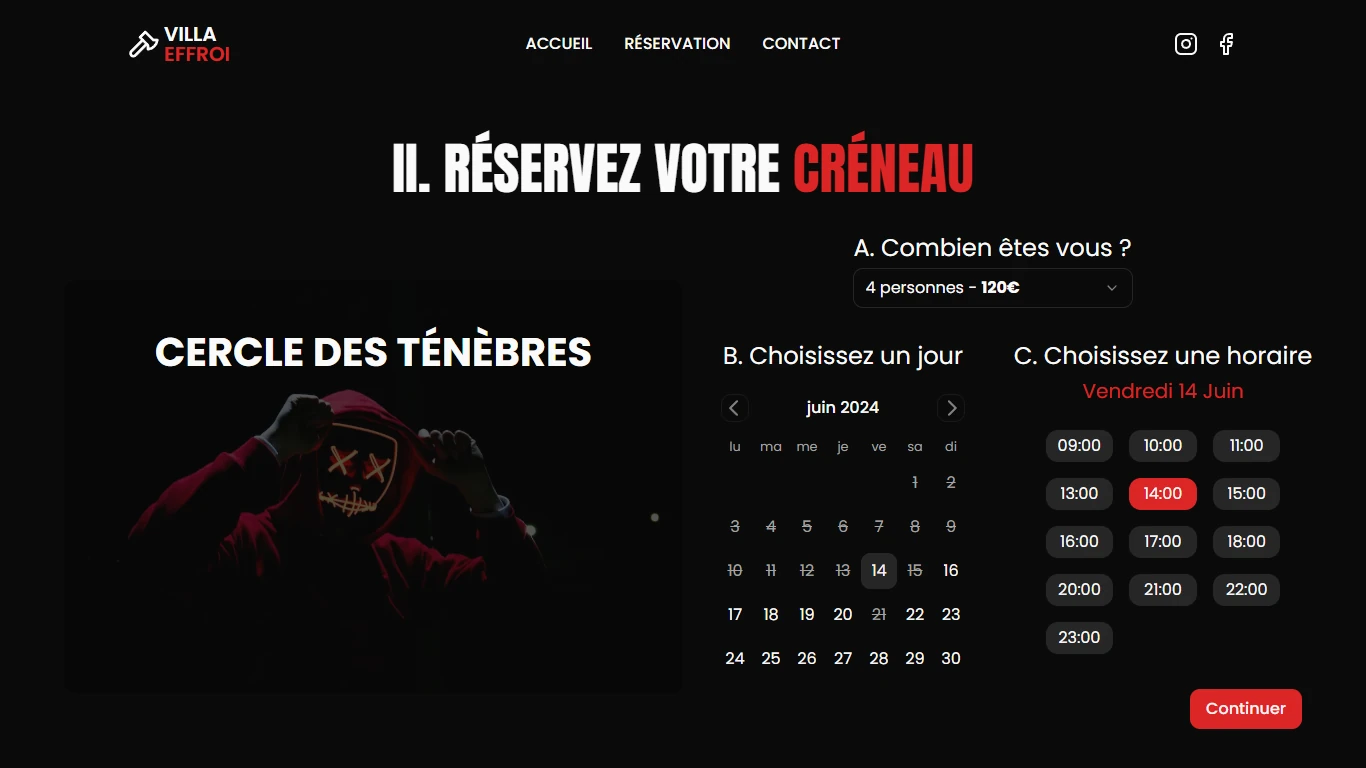 VILLA
EFFROI
ACCUEIL RÉSERVATION CONTACT
II. RÉSERVEZ VOTRE CRÉNEAU
CERCLE DES TÉNÈBRES
A. Combien êtes vous ?
4 personnes - 120€
B. Choisissez un jour
juin 2024
lu ma me je ve sa di
1 2
3 4 5 6 7 8 9
10 11 12 13 14 15 16
17 18 19 20 21 22 23
24 25 26 27 28 29 30
C. Choisissez une horaire
Vendredi 14 Juin
09:00 10:00 11:00
13:00 14:00 15:00
16:00 17:00 18:00
20:00 21:00 22:00
23:00
Continuer